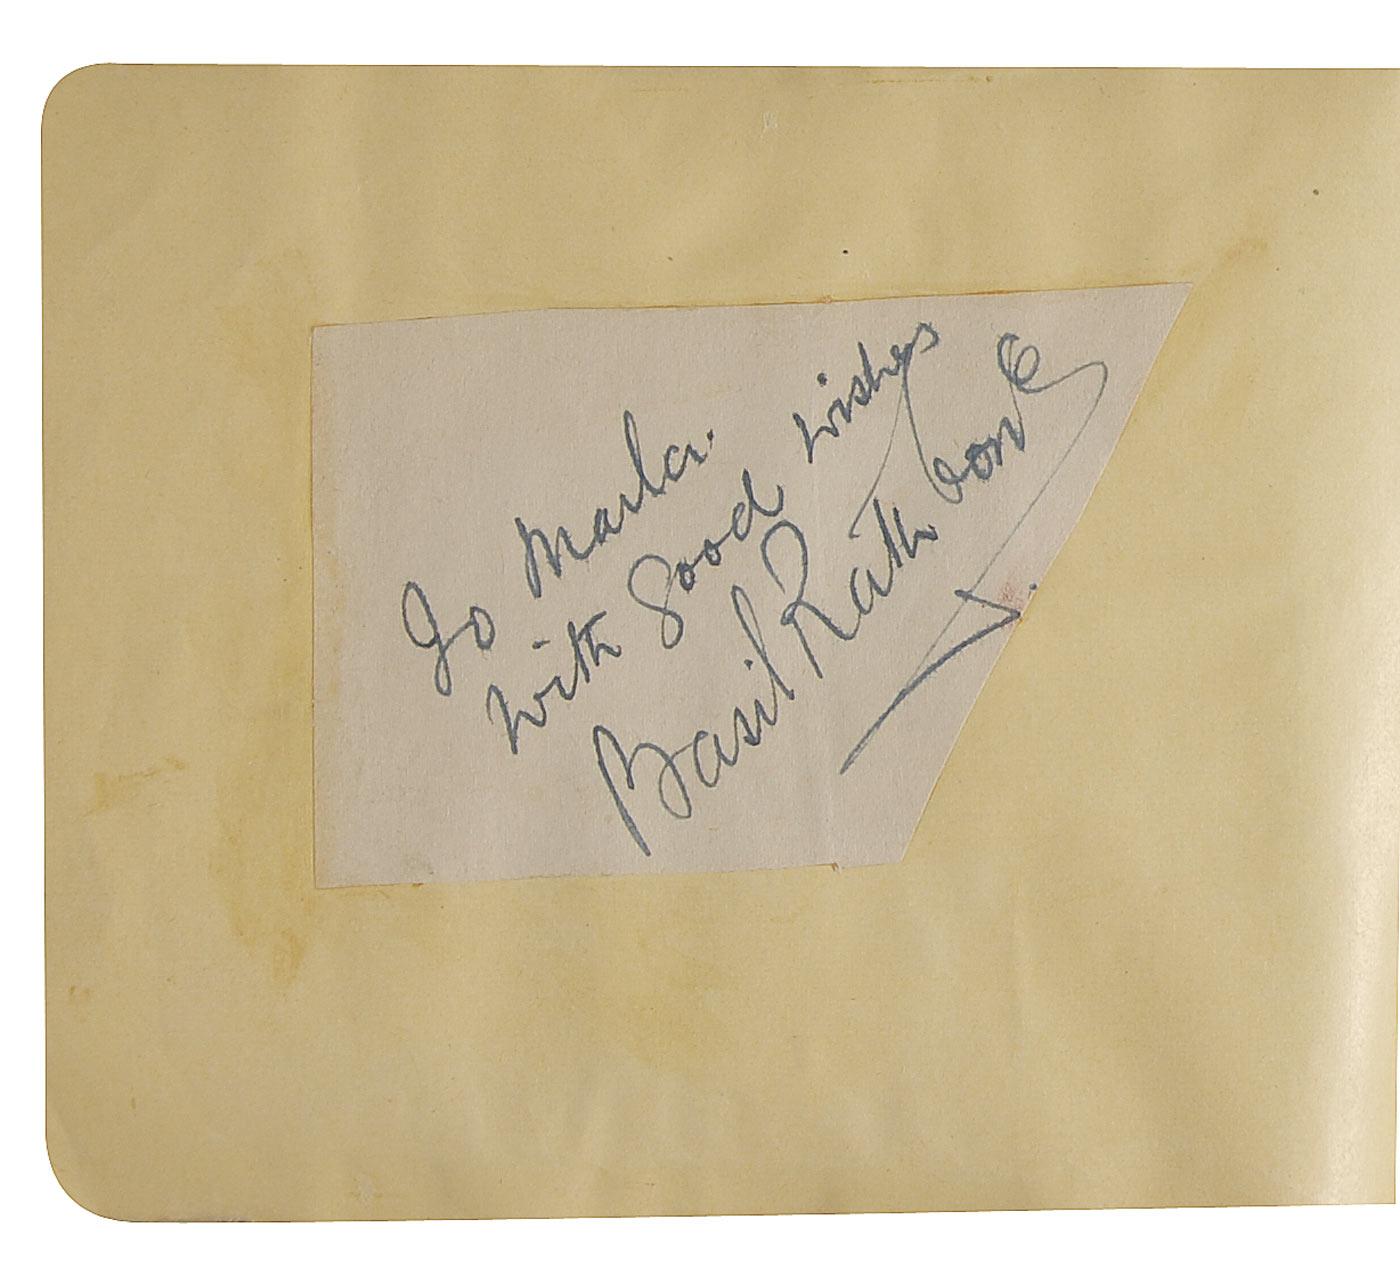 To Marla.
with good wishes
Basil Rathbone